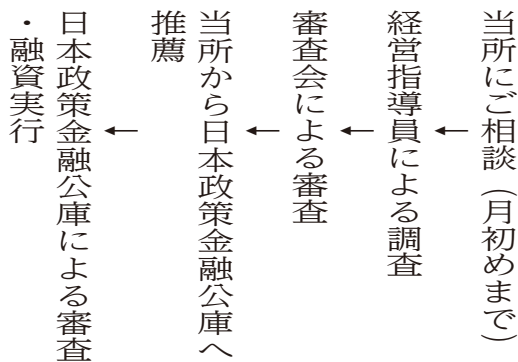 当所にご相談（月初めまで）
←
経営指導員による調査
←
審査会による審査
←
当所から日本政策金融公庫へ
推薦
←
日本政策金融公庫による審査
・融資実行